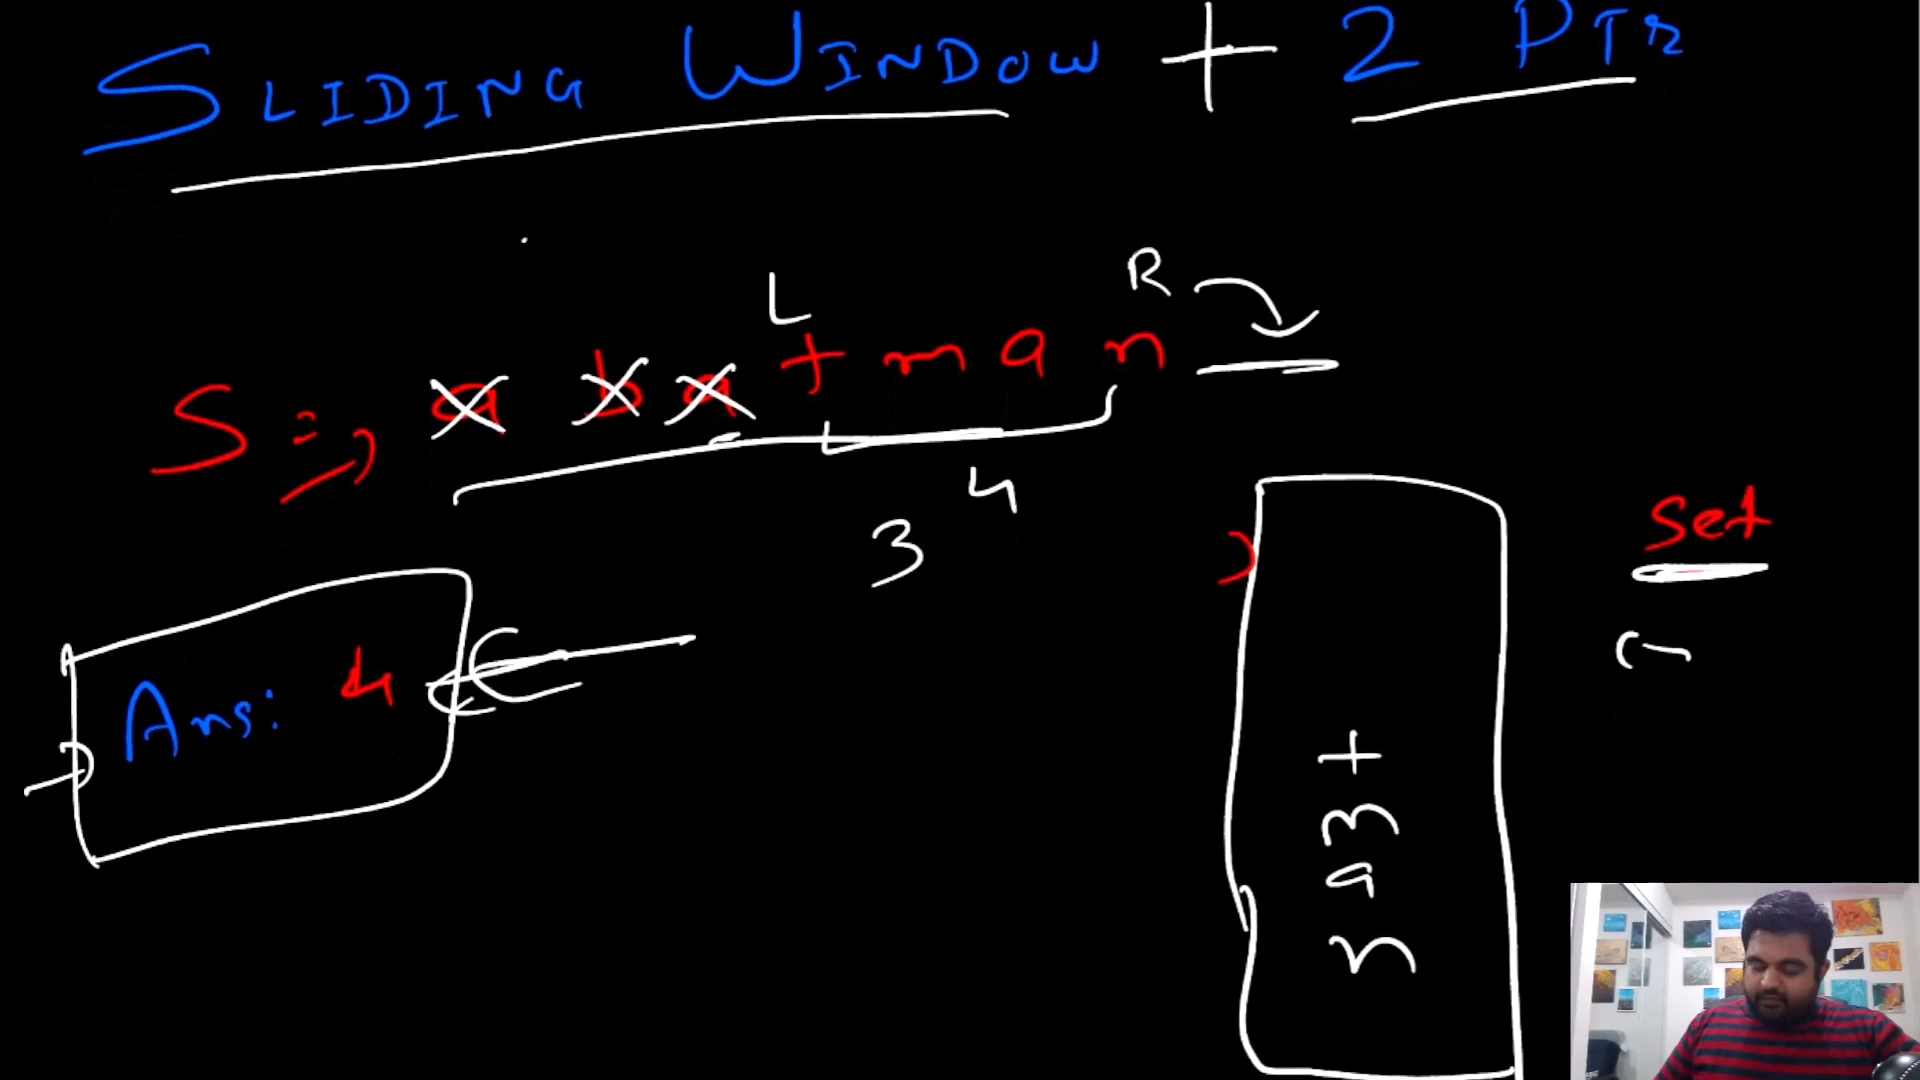 SLIDING WINDOW + 2 PTR
L R
S => a b a t m a n
4
3
Set
Ans: 4
t
m
a
n